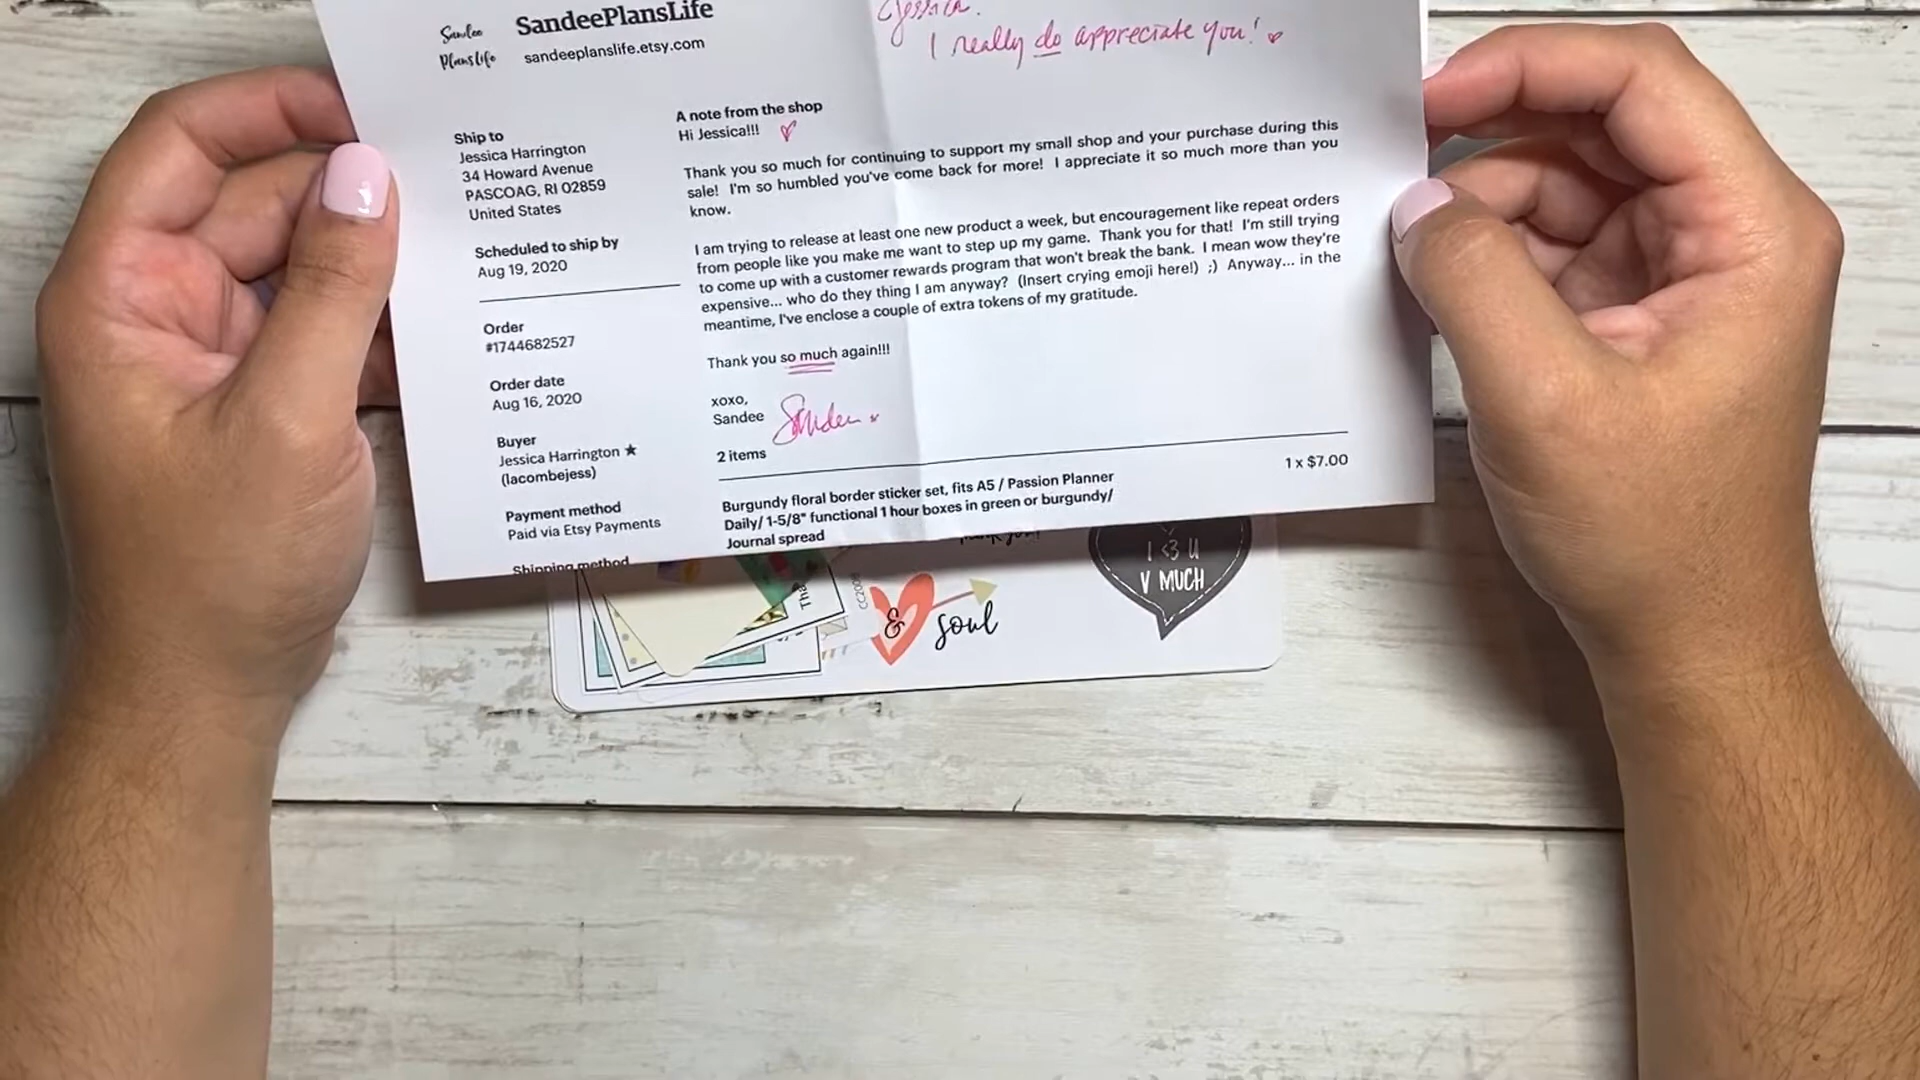 Sandee
PlansLife
SandeePlansLife
sandeeplanslife.etsy.com
Jessica.
I really do appreciate you!
Ship to
Jessica Harrington
34 Howard Avenue
PASCOAG, RI 02859
United States
Scheduled to ship by
Aug 19, 2020
Order
#1744682527
Order date
Aug 16, 2020
Buyer
Jessica Harrington ★
(lacombejess)
Payment method
Paid via Etsy Payments
Shipping method
A note from the shop
Hi Jessica!!!
Thank you so much for continuing to support my small shop and your purchase during this
sale! I'm so humbled you've come back for more! I appreciate it so much more than you
know.
I am trying to release at least one new product a week, but encouragement like repeat orders
from people like you make me want to step up my game. Thank you for that! I'm still trying
to come up with a customer rewards program that won't break the bank. I mean wow they're
expensive... who do they thing I am anyway? (Insert crying emoji here!) ;) Anyway... in the
meantime, I've enclose a couple of extra tokens of my gratitude.
Thank you so much again!!!
xoxo,
Sandee
Sandee
2 items
Burgundy floral border sticker set, fits A5 / Passion Planner
Daily/ 1-5/8" functional 1 hour boxes in green or burgundy/
Journal spread
1 x $7.00
& soul
I <3 U
V MUCH